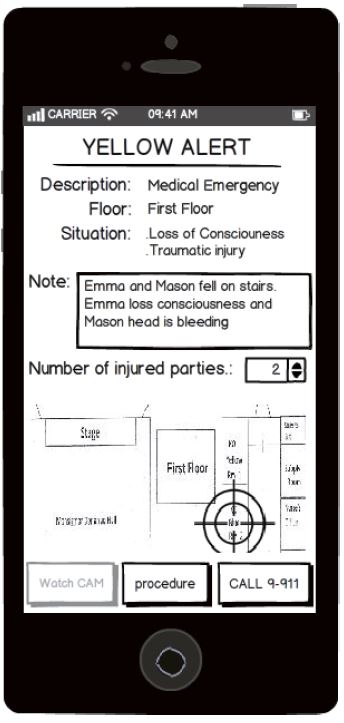 CARRIER 09:41 AM
YELLOW ALERT
Description: Medical Emergency
Floor: First Floor
Situation: .Loss of Consciouness
.Traumatic injury
Note: Emma and Mason fell on stairs.
Emma loss consciousness and
Mason head is bleeding
Number of injured parties.: 2
Stage
First Floor
Yellow
Room
Watch CAM
procedure
CALL 9-911